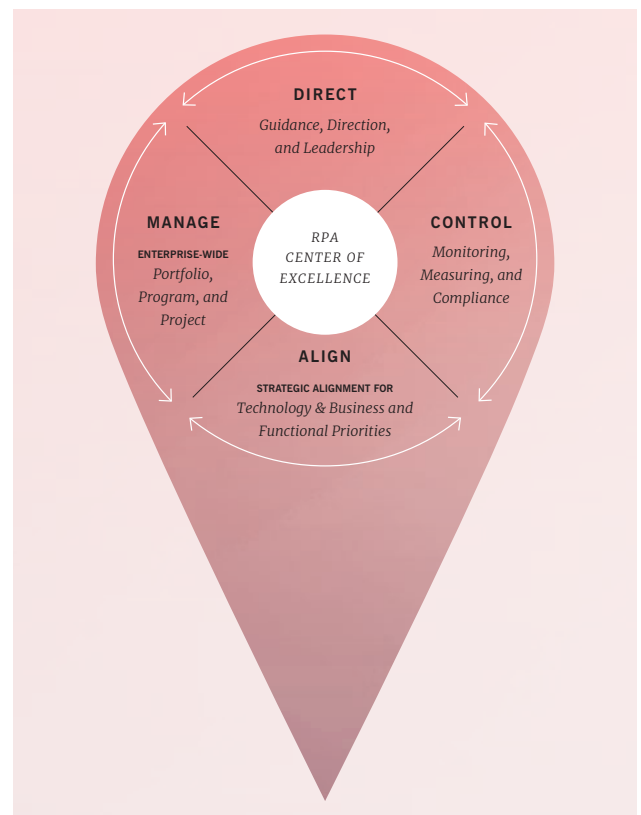 DIRECT
Guidance, Direction,
and Leadership
MANAGE
ENTERPRISE-WIDE
Portfolio,
Program, and
Project
RPA
CENTER OF
EXCELLENCE
CONTROL
Monitoring,
Measuring, and
Compliance
ALIGN
STRATEGIC ALIGNMENT FOR
Technology & Business and
Functional Priorities